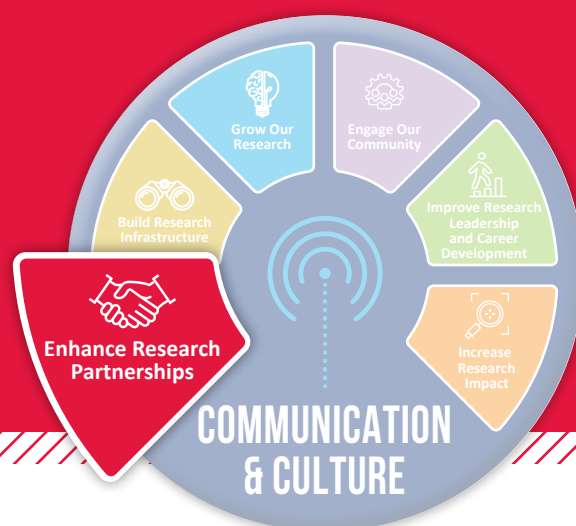 Grow Our
Research
Engage Our
Community
Build Research
Infrastructure
Improve Research
Leadership
and Career
Development
Enhance Research
Partnerships
Increase
Research
Impact
COMMUNICATION
& CULTURE